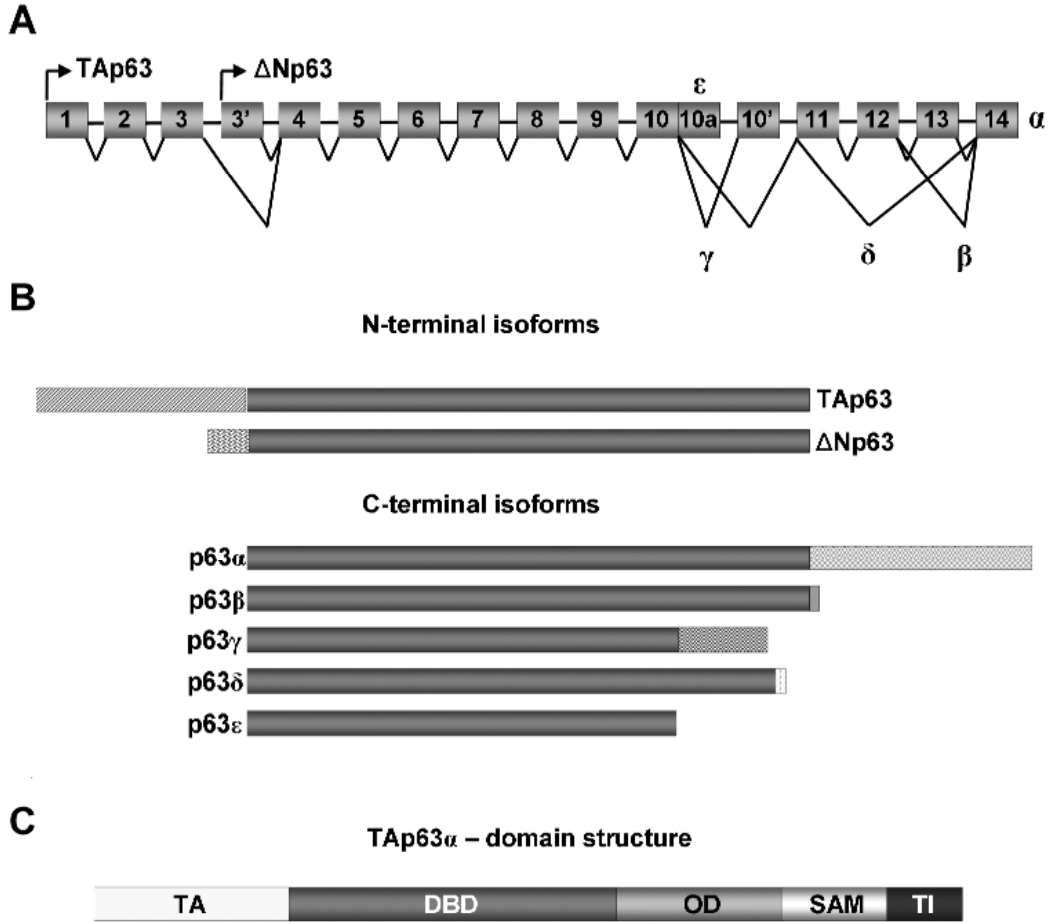 A
TAp63 ΔNp63
ε
1 2 3 3' 4 5 6 7 8 9 10 10a 10' 11 12 13 14 α
γ δ β
B
N-terminal isoforms
TAp63
ΔNp63
C-terminal isoforms
p63α
p63β
p63γ
p63δ
p63ε
C
TAp63α – domain structure
TA DBD OD SAM TI